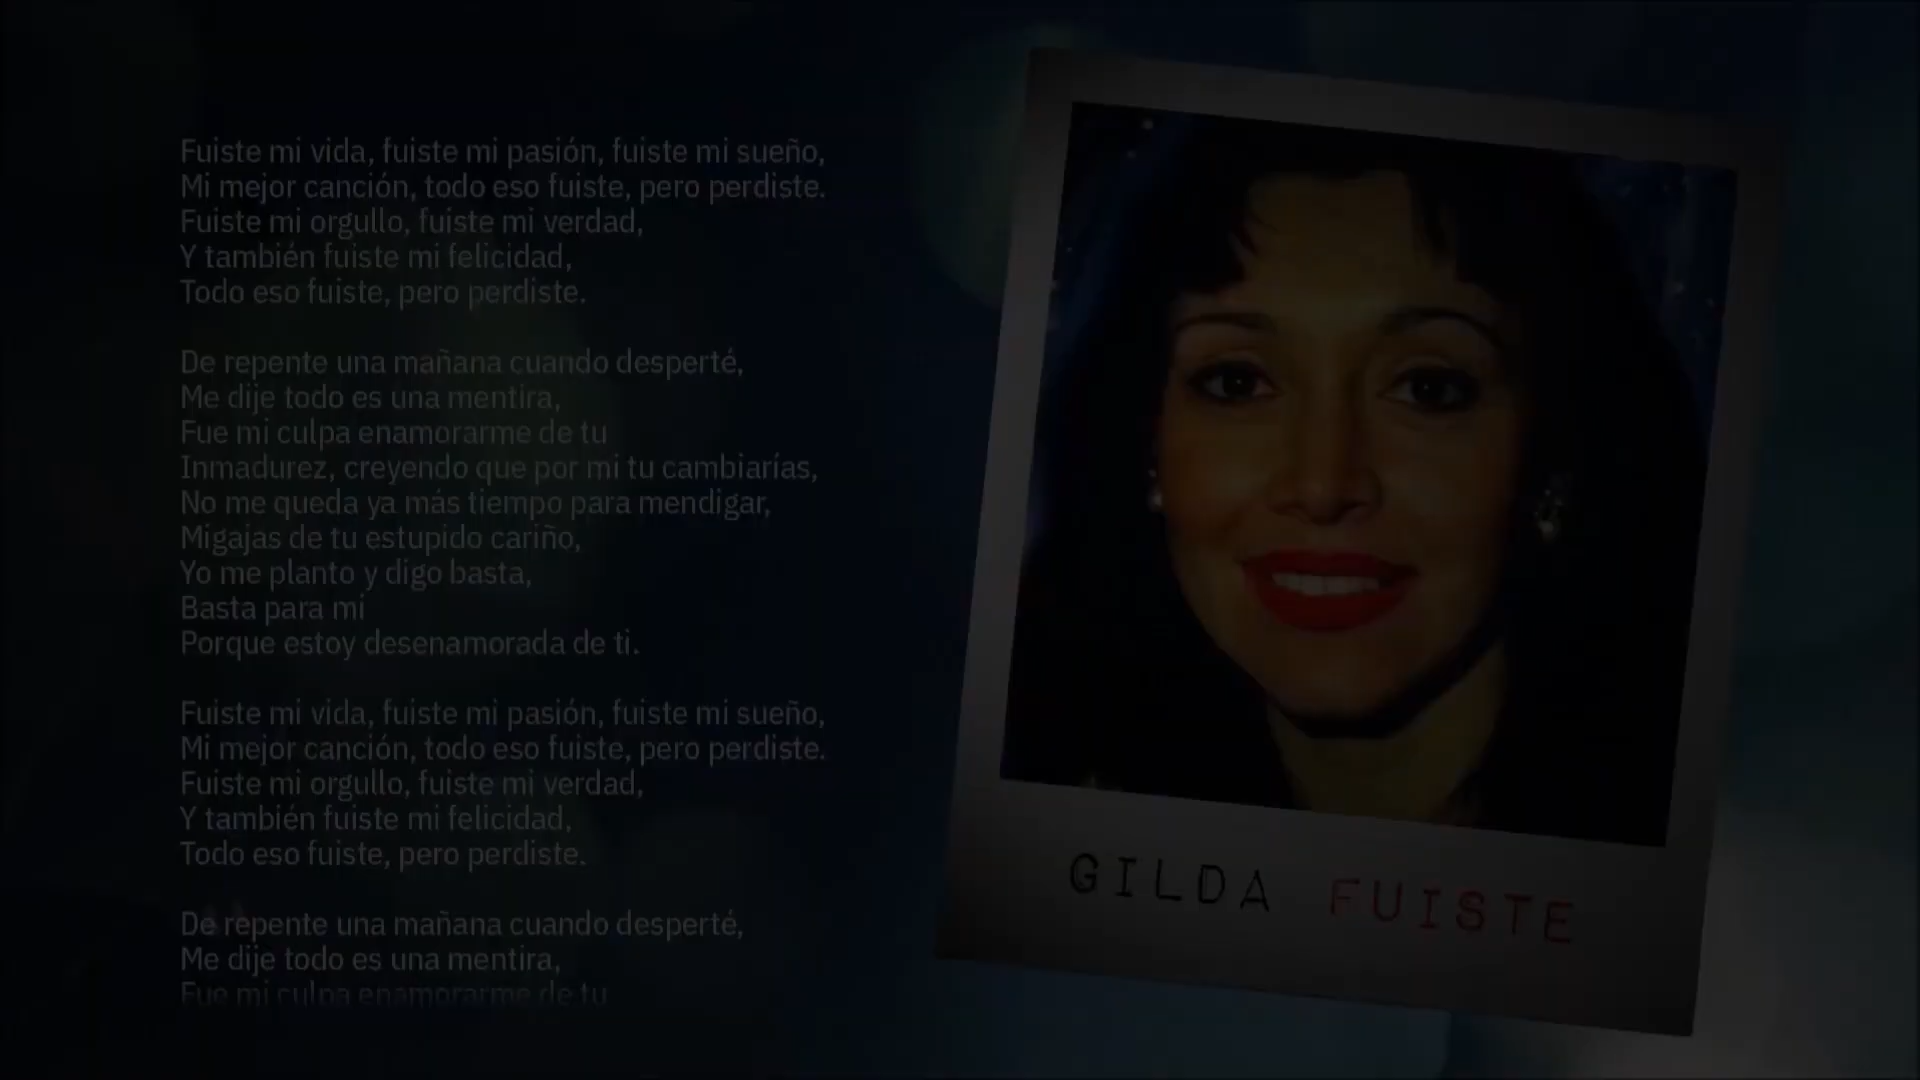 Fuiste mi vida, fuiste mi pasión, fuiste mi sueño,
Mi mejor canción, todo eso fuiste, pero perdiste.
Fuiste mi orgullo, fuiste mi verdad,
Y también fuiste mi felicidad,
Todo eso fuiste, pero perdiste.
De repente una mañana cuando desperté,
Me dije todo es una mentira,
Fue mi culpa enamorarme de tu
Inmadurez, creyendo que por mi tu cambiarías,
No me queda ya más tiempo para mendigar,
Migajas de tu estupido cariño,
Yo me planto y digo basta,
Basta para mi
Porque estoy desenamorada de ti.
Fuiste mi vida, fuiste mi pasión, fuiste mi sueño,
Mi mejor canción, todo eso fuiste, pero perdiste.
Fuiste mi orgullo, fuiste mi verdad,
Y también fuiste mi felicidad,
Todo eso fuiste, pero perdiste.
De repente una mañana cuando desperté,
Me dije todo es una mentira,
Fue mi culpa enamorarme de tu
GILDA FUISTE